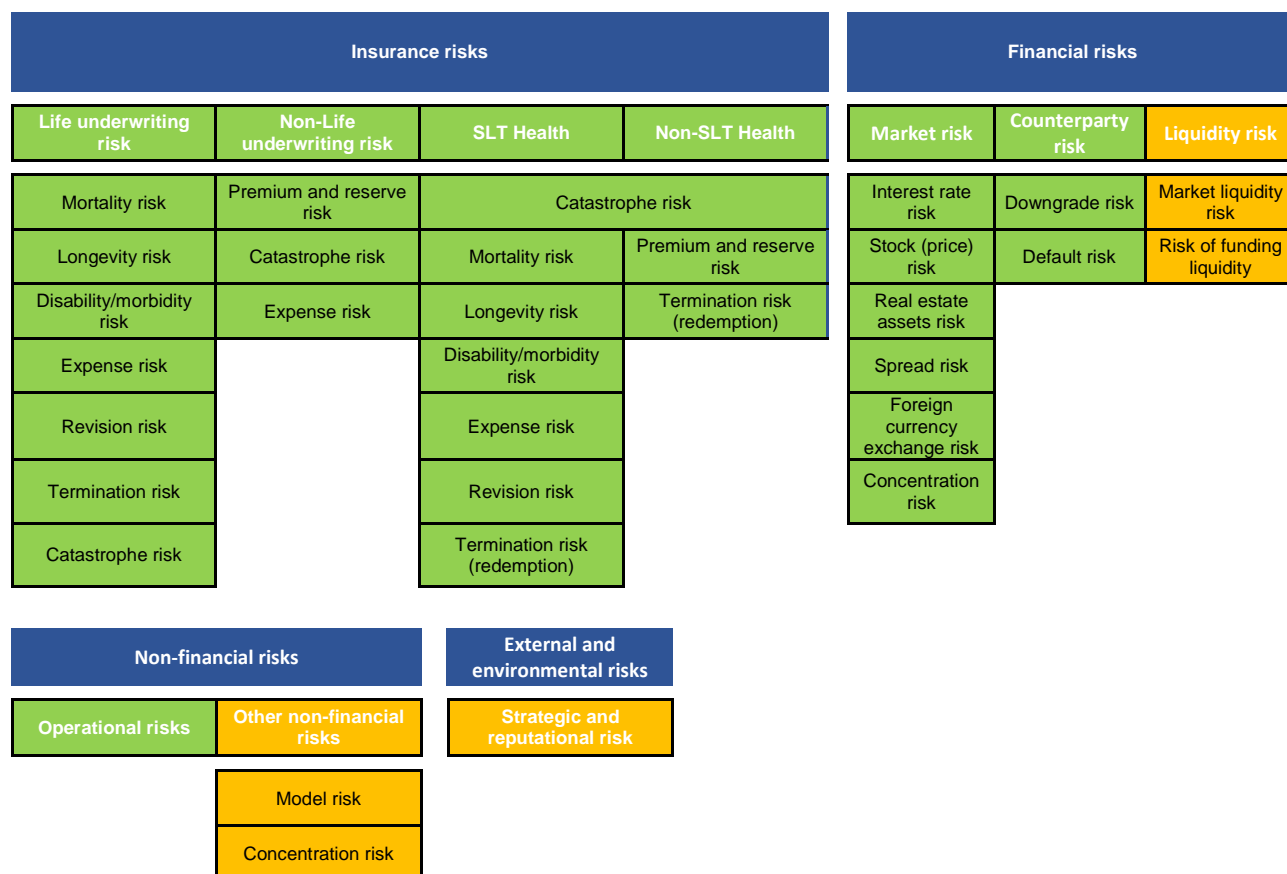 Insurance risks
Financial risks
Life underwriting
risk
Non-Life
underwriting risk
SLT Health
Non-SLT Health
Market risk
Counterparty
risk
Liquidity risk
Mortality risk
Premium and reserve
risk
Catastrophe risk
Interest rate
risk
Downgrade risk
Market liquidity
risk
Longevity risk
Catastrophe risk
Mortality risk
Premium and reserve
risk
Stock (price)
risk
Default risk
Risk of funding
liquidity
Disability/morbidity
risk
Expense risk
Longevity risk
Termination risk
(redemption)
Real estate
assets risk
Expense risk
Disability/morbidity
risk
Spread risk
Revision risk
Expense risk
Foreign
currency
exchange risk
Termination risk
Revision risk
Concentration
risk
Catastrophe risk
Termination risk
(redemption)
Non-financial risks
External and
environmental risks
Operational risks
Other non-financial
risks
Strategic and
reputational risk
Model risk
Concentration risk